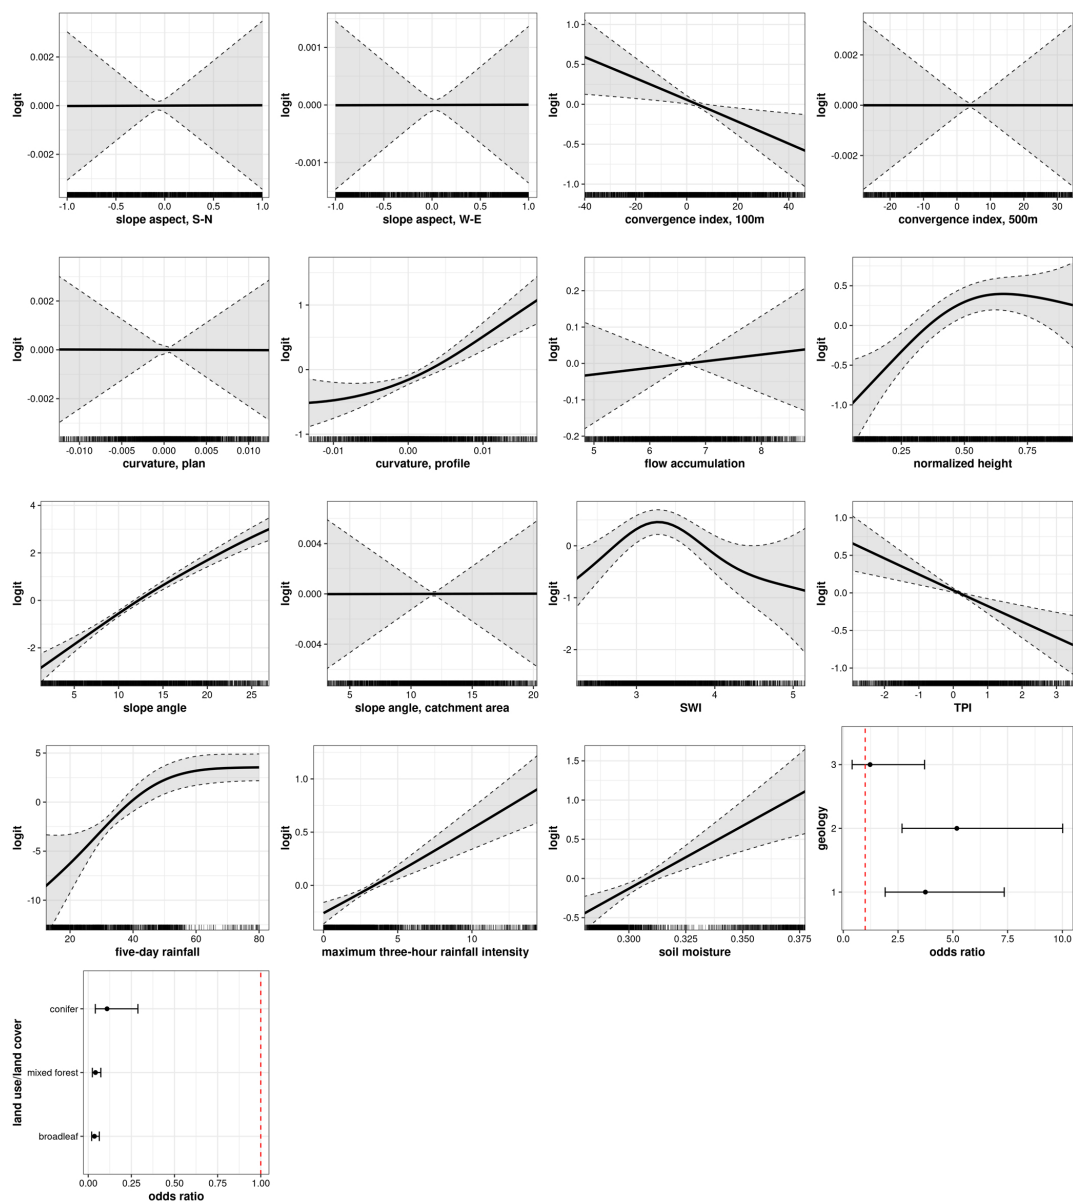 logit
0.002
0.000
-0.002
-1.0 -0.5 0.0 0.5 1.0
slope aspect, S-N
logit
0.001
0.000
-0.001
-1.0 -0.5 0.0 0.5 1.0
slope aspect, W-E
logit
1.0
0.5
0.0
-0.5
-1.0
-40 -20 0 20 40
convergence index, 100m
logit
0.002
0.000
-0.002
-20 -10 0 10 20 30
convergence index, 500m
logit
0.002
0.000
-0.002
-0.010 -0.005 0.000 0.005 0.010
curvature, plan
logit
1
0
-1
-0.01 0.00 0.01
curvature, profile
logit
0.2
0.1
0.0
-0.1
-0.2
5 6 7 8
flow accumulation
logit
0.5
0.0
-0.5
-1.0
0.25 0.50 0.75
normalized height
logit
4
2
0
-2
5 10 15 20 25
slope angle
logit
0.004
0.000
-0.004
5 10 15 20
slope angle, catchment area
logit
0
-1
-2
3 4 5
SWI
logit
1.0
0.5
0.0
-0.5
-1.0
-2 -1 0 1 2 3
TPI
logit
5
0
-5
-10
20 40 60 80
five-day rainfall
logit
1.0
0.5
0.0
0 5 10
maximum three-hour rainfall intensity
logit
1.5
1.0
0.5
0.0
-0.5
0.300 0.325 0.350 0.375
soil moisture
geology
3
2
1
0.0 2.5 5.0 7.5 10.0
odds ratio
land use/land cover
conifer
mixed forest
broadleaf
0.00 0.25 0.50 0.75 1.00
odds ratio